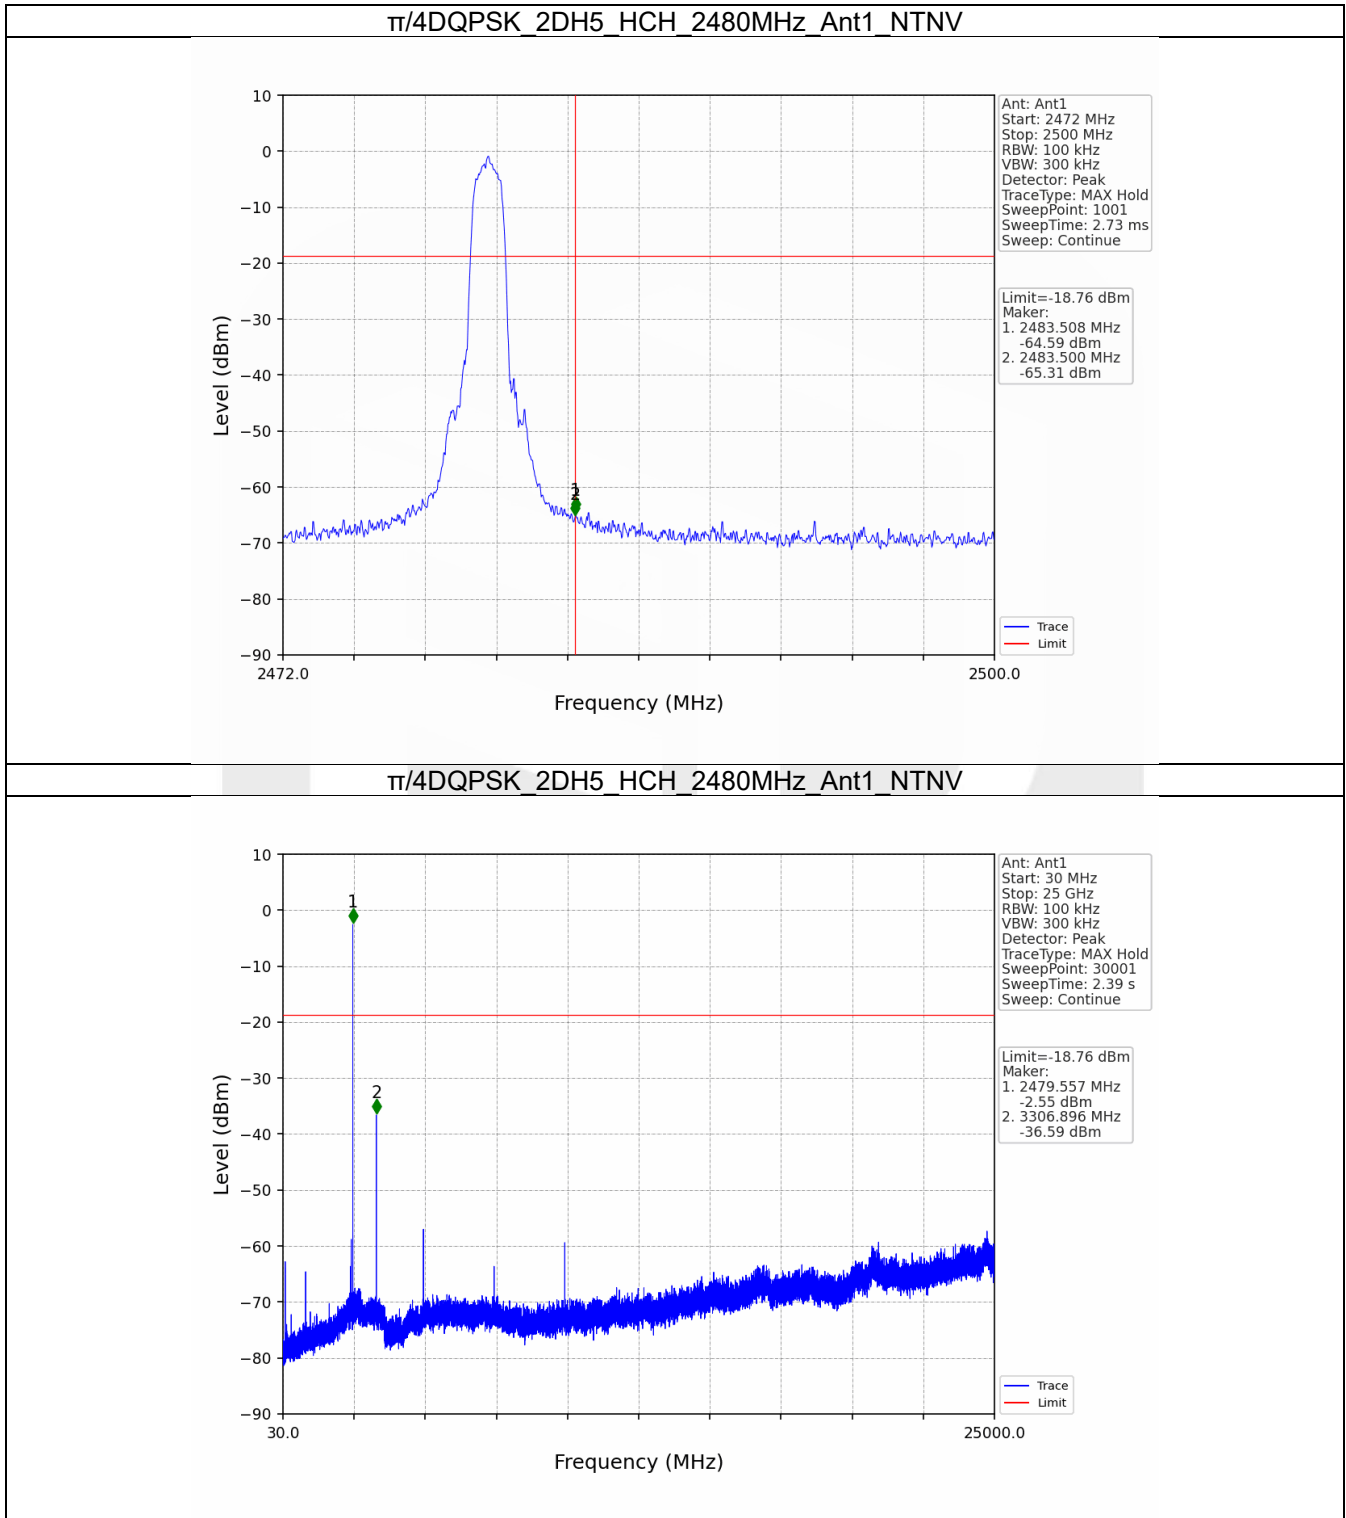 π/4DQPSK_2DH5_HCH_2480MHz_Ant1_NTNV
10
0
−10
−20
−30
−40
−50
−60
−70
−80
−90
Level (dBm)
2472.0
2500.0
Frequency (MHz)
1
2
Ant: Ant1
Start: 2472 MHz
Stop: 2500 MHz
RBW: 100 kHz
VBW: 300 kHz
Detector: Peak
TraceType: MAX Hold
SweepPoint: 1001
SweepTime: 2.73 ms
Sweep: Continue
Limit=-18.76 dBm
Maker:
1. 2483.508 MHz
-64.59 dBm
2. 2483.500 MHz
-65.31 dBm
Trace
Limit
π/4DQPSK_2DH5_HCH_2480MHz_Ant1_NTNV
10
0
−10
−20
−30
−40
−50
−60
−70
−80
−90
Level (dBm)
30.0
25000.0
Frequency (MHz)
1
2
Ant: Ant1
Start: 30 MHz
Stop: 25 GHz
RBW: 100 kHz
VBW: 300 kHz
Detector: Peak
TraceType: MAX Hold
SweepPoint: 30001
SweepTime: 2.39 s
Sweep: Continue
Limit=-18.76 dBm
Maker:
1. 2479.557 MHz
-2.55 dBm
2. 3306.896 MHz
-36.59 dBm
Trace
Limit